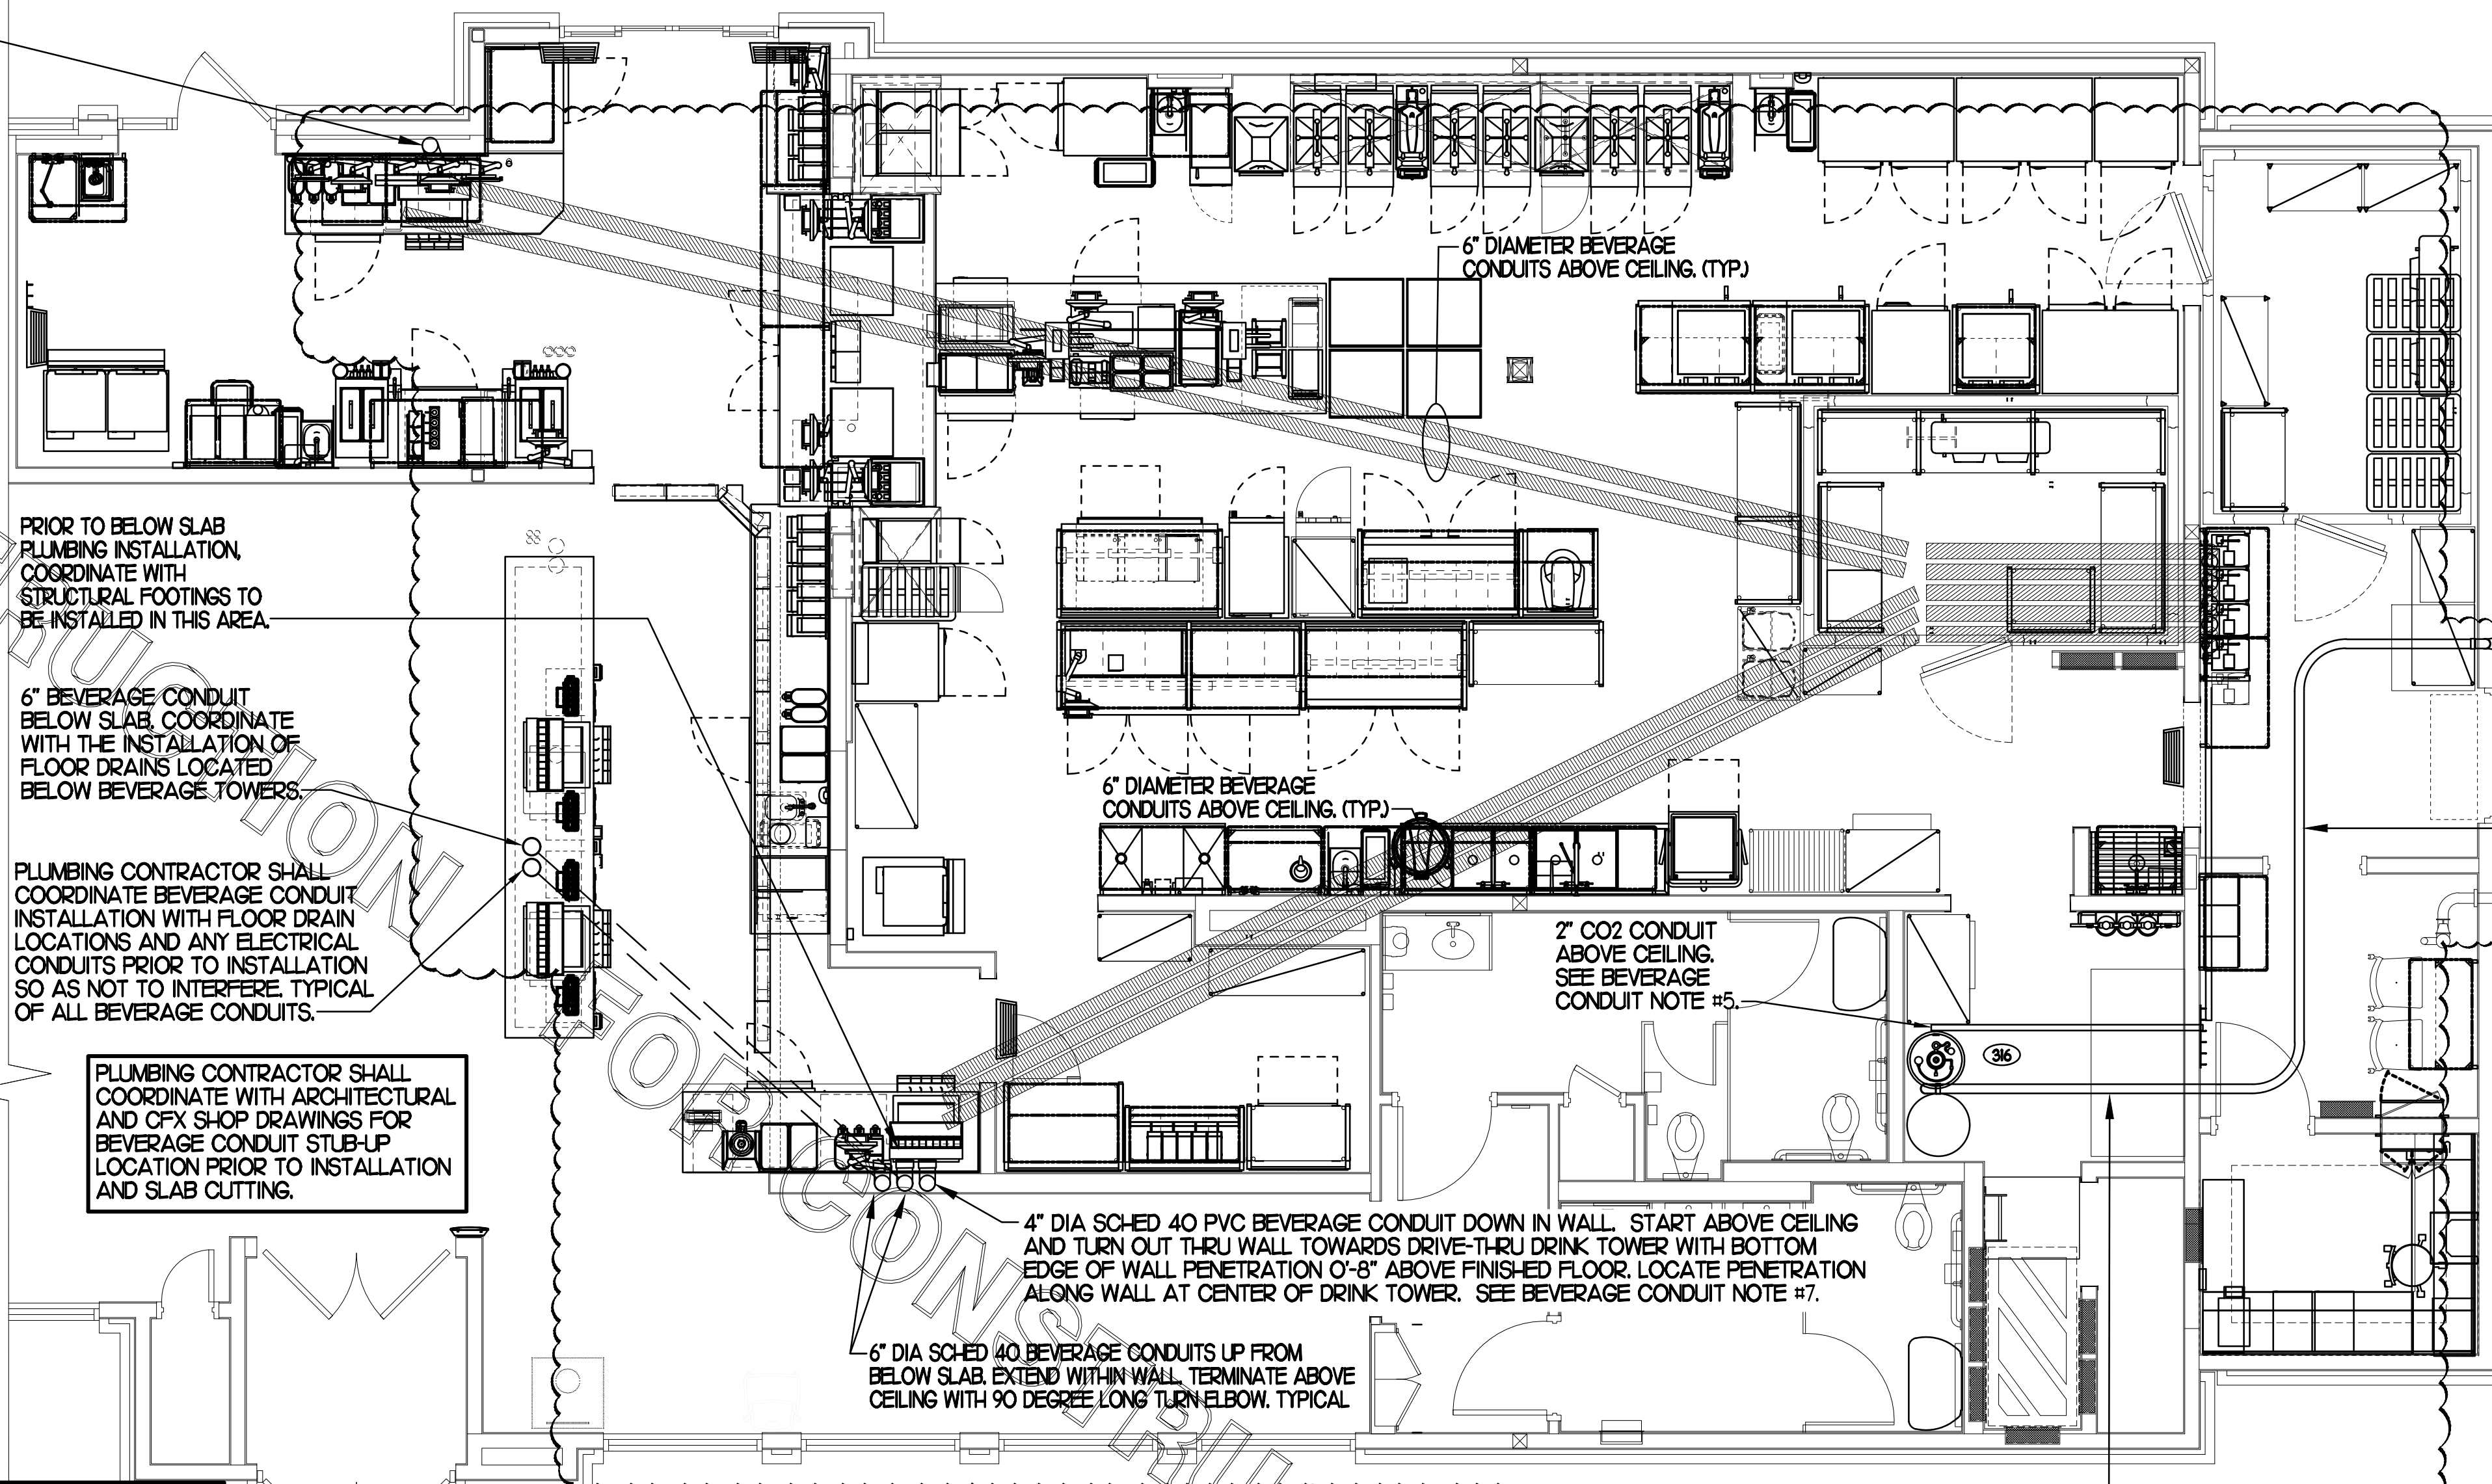 6" DIAMETER BEVERAGE
CONDUITS ABOVE CEILING. (TYP.)
PRIOR TO BELOW SLAB
PLUMBING INSTALLATION,
COORDINATE WITH
STRUCTURAL FOOTINGS TO
BE INSTALLED IN THIS AREA.
6" BEVERAGE CONDUIT
BELOW SLAB. COORDINATE
WITH THE INSTALLATION OF
FLOOR DRAINS LOCATED
BELOW BEVERAGE TOWERS.
6" DIAMETER BEVERAGE
CONDUITS ABOVE CEILING. (TYP.)
PLUMBING CONTRACTOR SHALL
COORDINATE BEVERAGE CONDUIT
INSTALLATION WITH FLOOR DRAIN
LOCATIONS AND ANY ELECTRICAL
CONDUITS PRIOR TO INSTALLATION
SO AS NOT TO INTERFERE. TYPICAL
OF ALL BEVERAGE CONDUITS.
2" CO2 CONDUIT
ABOVE CEILING.
SEE BEVERAGE
CONDUIT NOTE #5.
316
PLUMBING CONTRACTOR SHALL
COORDINATE WITH ARCHITECTURAL
AND CFX SHOP DRAWINGS FOR
BEVERAGE CONDUIT STUB-UP
LOCATION PRIOR TO INSTALLATION
AND SLAB CUTTING.
4" DIA SCHED 40 PVC BEVERAGE CONDUIT DOWN IN WALL. START ABOVE CEILING
AND TURN OUT THRU WALL TOWARDS DRIVE-THRU DRINK TOWER WITH BOTTOM
EDGE OF WALL PENETRATION 0'-8" ABOVE FINISHED FLOOR. LOCATE PENETRATION
ALONG WALL AT CENTER OF DRINK TOWER. SEE BEVERAGE CONDUIT NOTE #7.
6" DIA SCHED 40 BEVERAGE CONDUITS UP FROM
BELOW SLAB. EXTEND WITHIN WALL. TERMINATE ABOVE
CEILING WITH 90 DEGREE LONG TURN ELBOW. TYPICAL
RUCTION
FOR CONSTRU